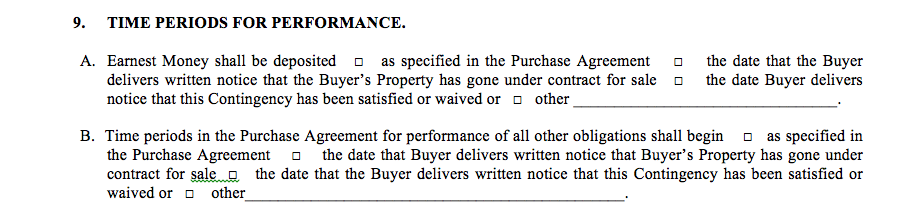 9. TIME PERIODS FOR PERFORMANCE.
A. Earnest Money shall be deposited □ as specified in the Purchase Agreement □ the date that the Buyer
delivers written notice that the Buyer’s Property has gone under contract for sale □ the date Buyer delivers
notice that this Contingency has been satisfied or waived or □ other ______________________________.
B. Time periods in the Purchase Agreement for performance of all other obligations shall begin □ as specified in
the Purchase Agreement □ the date that Buyer delivers written notice that Buyer’s Property has gone under
contract for sale □ the date that the Buyer delivers written notice that this Contingency has been satisfied or
waived or □ other___________________________________________.